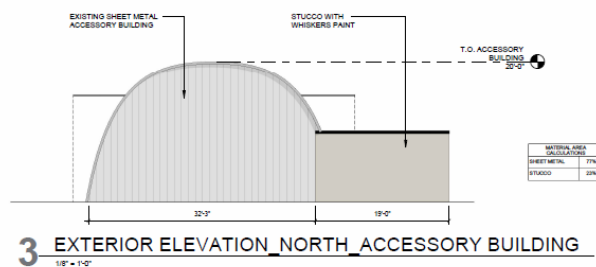 EXISTING SHEET METAL
ACCESSORY BUILDING
STUCCO WITH
WHISKERS PAINT
T.O. ACCESSORY
BUILDING
20'-0"
MATERIAL AREA
CALCULATIONS
SHEET METAL 77%
STUCCO 23%
32'-3"
19'-0"
3 EXTERIOR ELEVATION_NORTH_ACCESSORY BUILDING
1/8" = 1'-0"